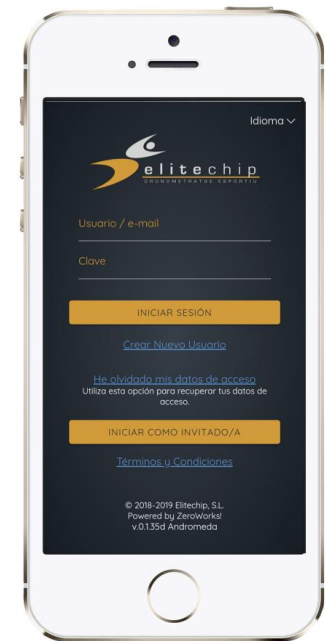 Idioma
elitechip
CRONOMETRATGE ESPORTIU
Usuario / e-mail
Clave
INICIAR SESIÓN
Crear Nuevo Usuario
He olvidado mis datos de acceso
Utiliza esta opción para recuperar tus datos de
acceso.
INICIAR COMO INVITADO/A
Términos y Condiciones
© 2018-2019 Elitechip, S.L.
Powered by ZeroWorks!
v.0.1.35d Andromeda